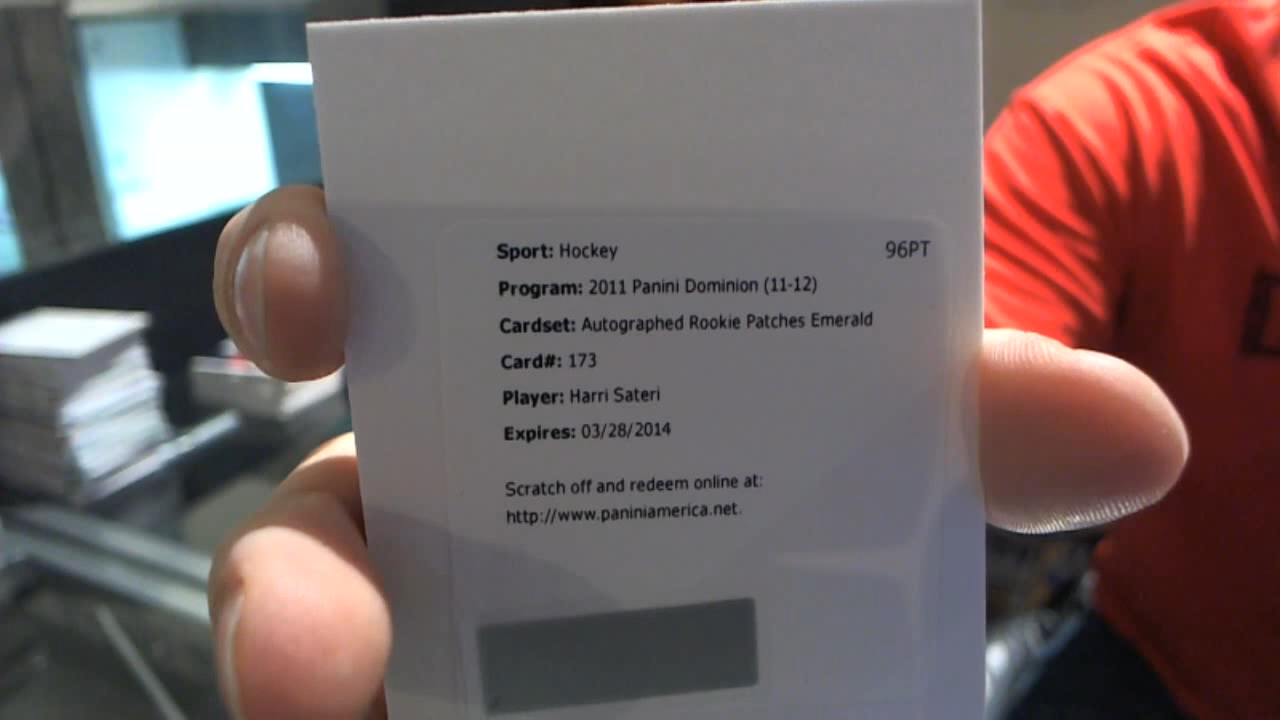 Sport: Hockey 96PT
Program: 2011 Panini Dominion (11-12)
Cardset: Autographed Rookie Patches Emerald
Card#: 173
Player: Harri Sateri
Expires: 03/28/2014
Scratch off and redeem online at:
http://www.paniniamerica.net.